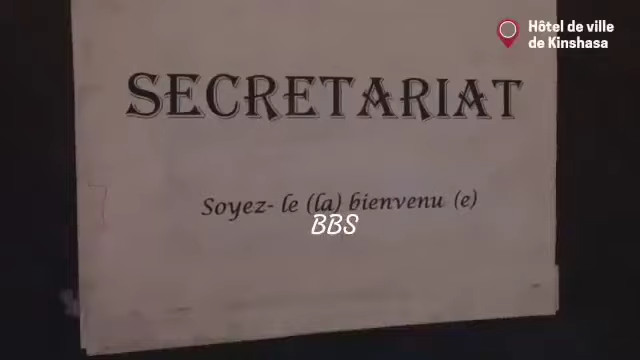 Hôtel de ville
de Kinshasa
SECRETARIAT
Soyez- le (la) bienvenu (e)
BBS